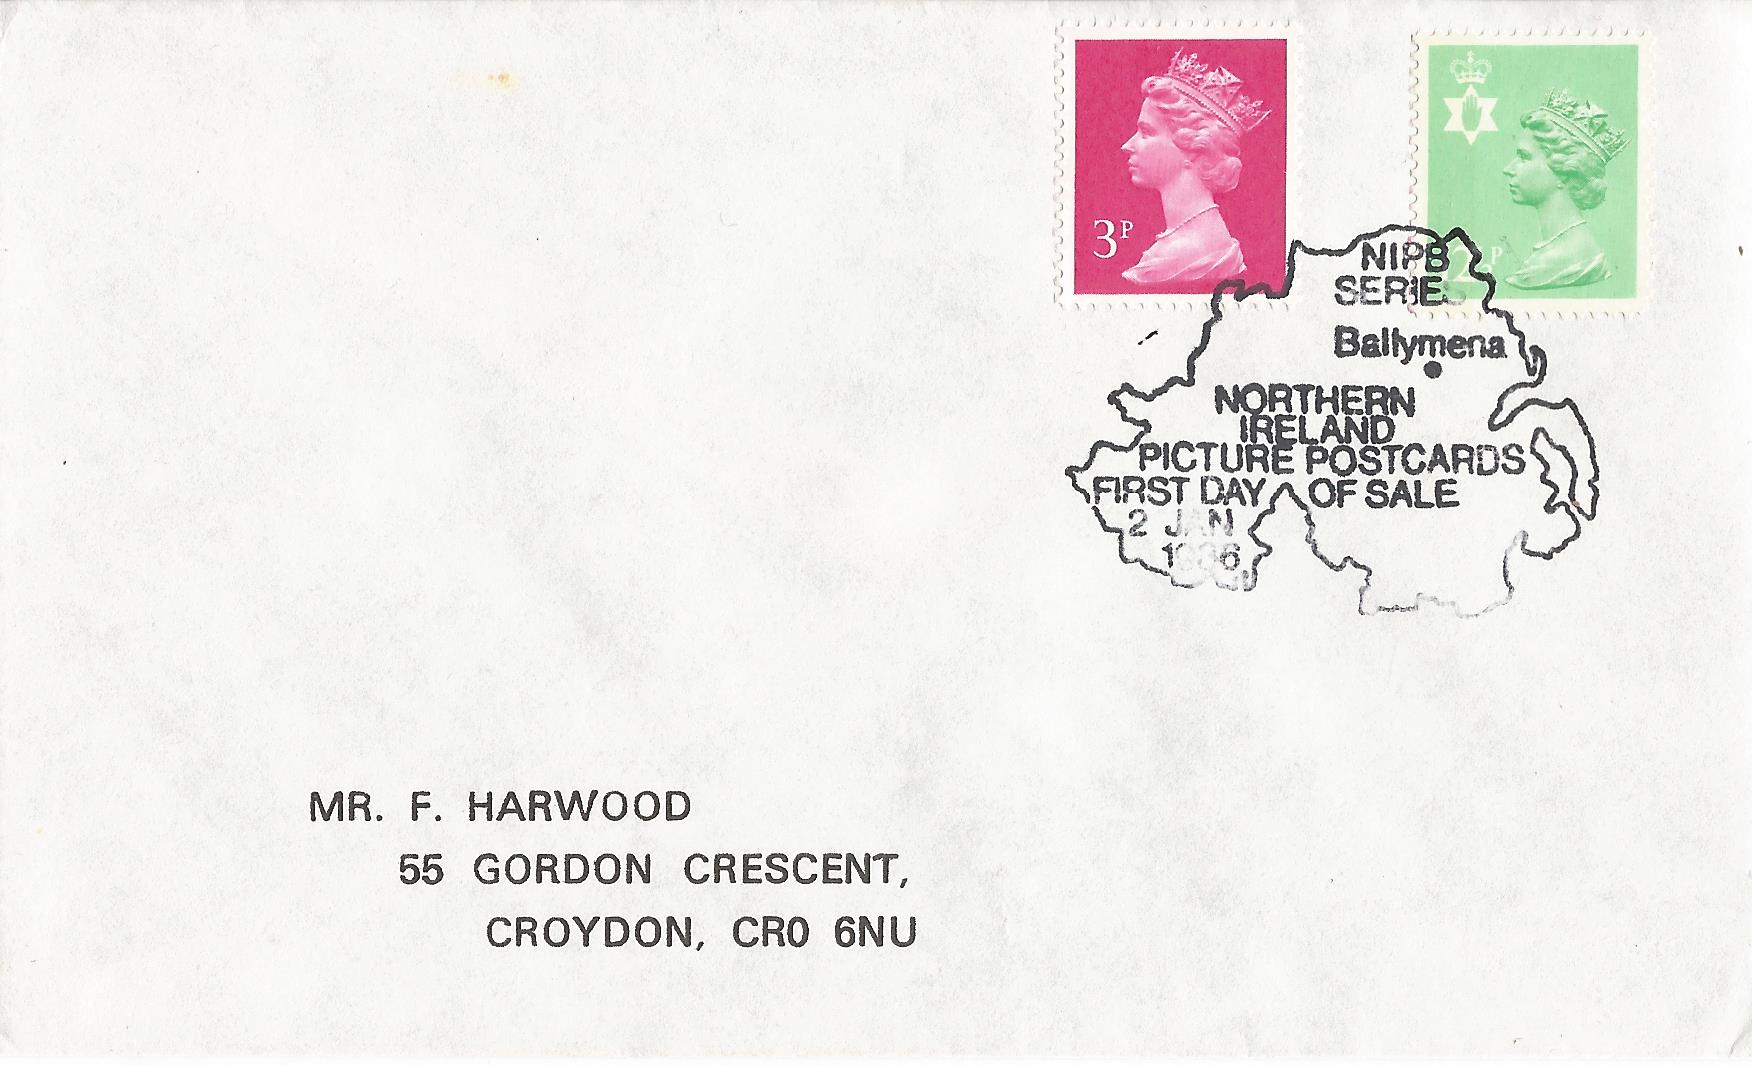 3P
NIPB
SERIES
Ballymena
NORTHERN
IRELAND
PICTURE POSTCARDS
FIRST DAY OF SALE
2 JAN
1986
MR. F. HARWOOD
55 GORDON CRESCENT,
CROYDON, CR0 6NU